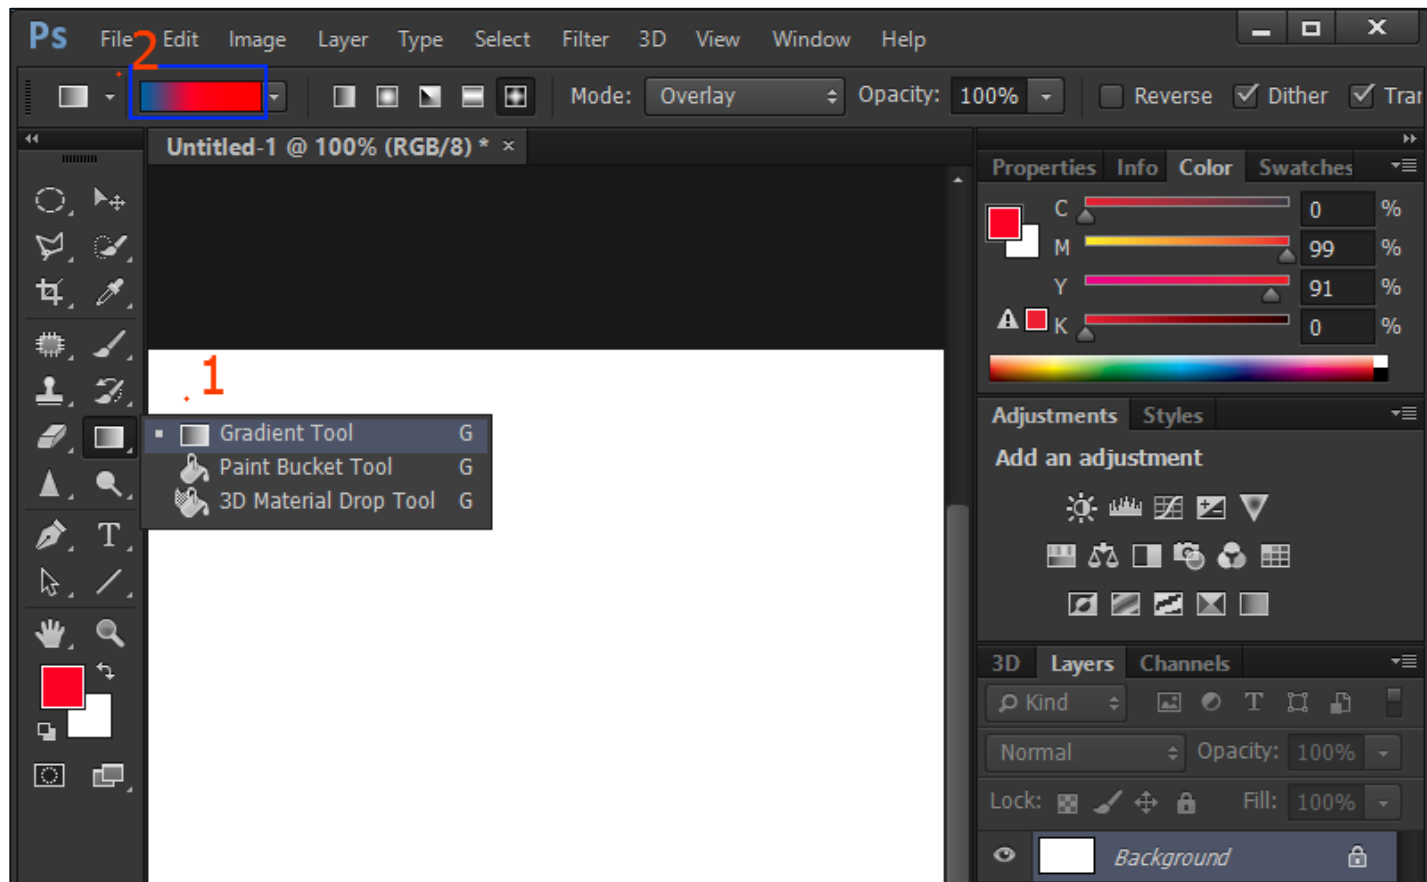 Ps File Edit Image Layer Type Select Filter 3D View Window Help
2
Mode: Overlay Opacity: 100% Reverse Dither Trar
Untitled-1 @ 100% (RGB/8) * ×
Properties Info Color Swatches
C 0 %
M 99 %
Y 91 %
K 0 %
1
Gradient Tool G
Paint Bucket Tool G
3D Material Drop Tool G
Adjustments Styles
Add an adjustment
3D Layers Channels
Kind
Normal Opacity: 100%
Lock: Fill: 100%
Background